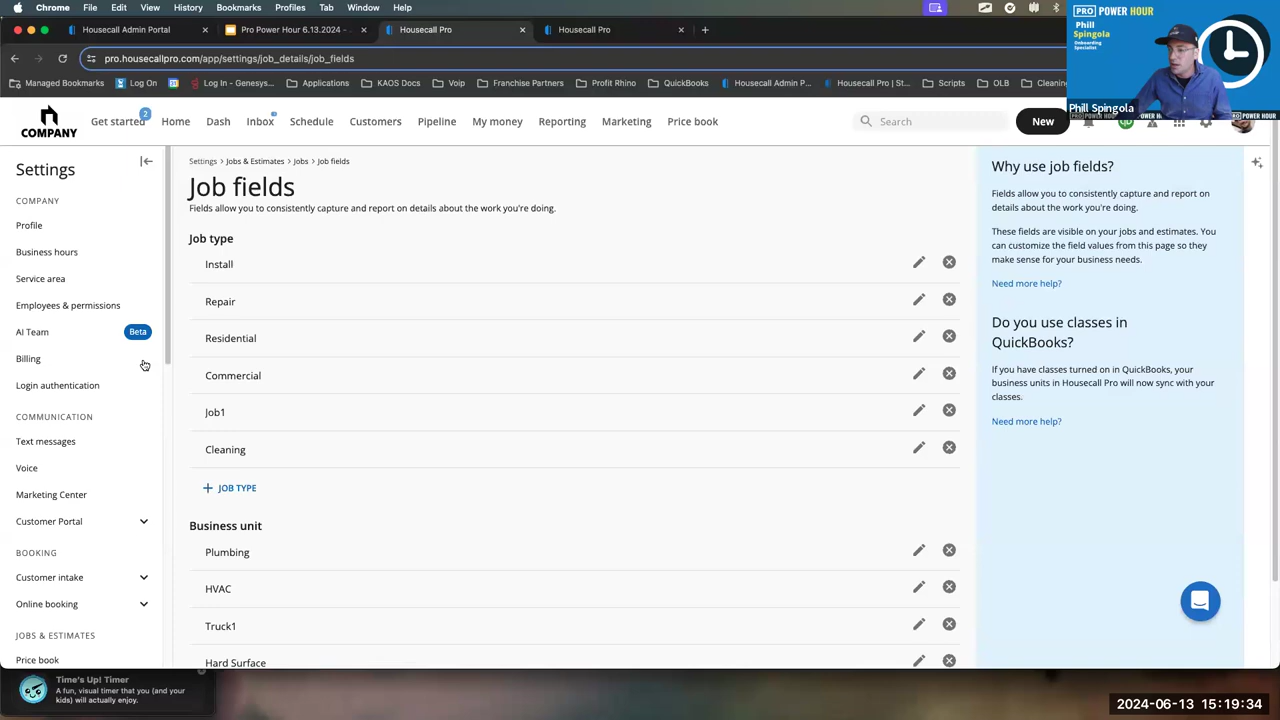 Chrome File Edit View History Bookmarks Profiles Tab Window Help
Housecall Admin Portal
Pro Power Hour 6.13.2024 -
Housecall Pro
Housecall Pro
pro.housecallpro.com/app/settings/job_details/job_fields
Managed Bookmarks Log On Log In - Genesys... Applications KAOS Docs Voip Franchise Partners Profit Rhino QuickBooks Housecall Admin P... Housecall Pro | St... Scripts OLB Cleanin
PRO POWER HOUR
Phill
Spingola
Onboarding
Specialist
Phill Spingola
COMPANY
Get started 2 Home Dash Inbox Schedule Customers Pipeline My money Reporting Marketing Price book
Search
New
Settings
COMPANY
Profile
Business hours
Service area
Employees & permissions
AI Team Beta
Billing
Login authentication
COMMUNICATION
Text messages
Voice
Marketing Center
Customer Portal
BOOKING
Customer intake
Online booking
JOBS & ESTIMATES
Price book
Settings > Jobs & Estimates > Jobs > Job fields
Job fields
Fields allow you to consistently capture and report on details about the work you're doing.
Job type
Install
Repair
Residential
Commercial
Job1
Cleaning
+ JOB TYPE
Business unit
Plumbing
HVAC
Truck1
Hard Surface
Why use job fields?
Fields allow you to consistently capture and report on
details about the work you're doing.
These fields are visible on your jobs and estimates. You
can customize the field values from this page so they
make sense for your business needs.
Need more help?
Do you use classes in
QuickBooks?
If you have classes turned on in QuickBooks, your
business units in Housecall Pro will now sync with your
classes.
Need more help?
Time's Up! Timer
A fun, visual timer that you (and your
kids) will actually enjoy.
2024-06-13 15:19:34